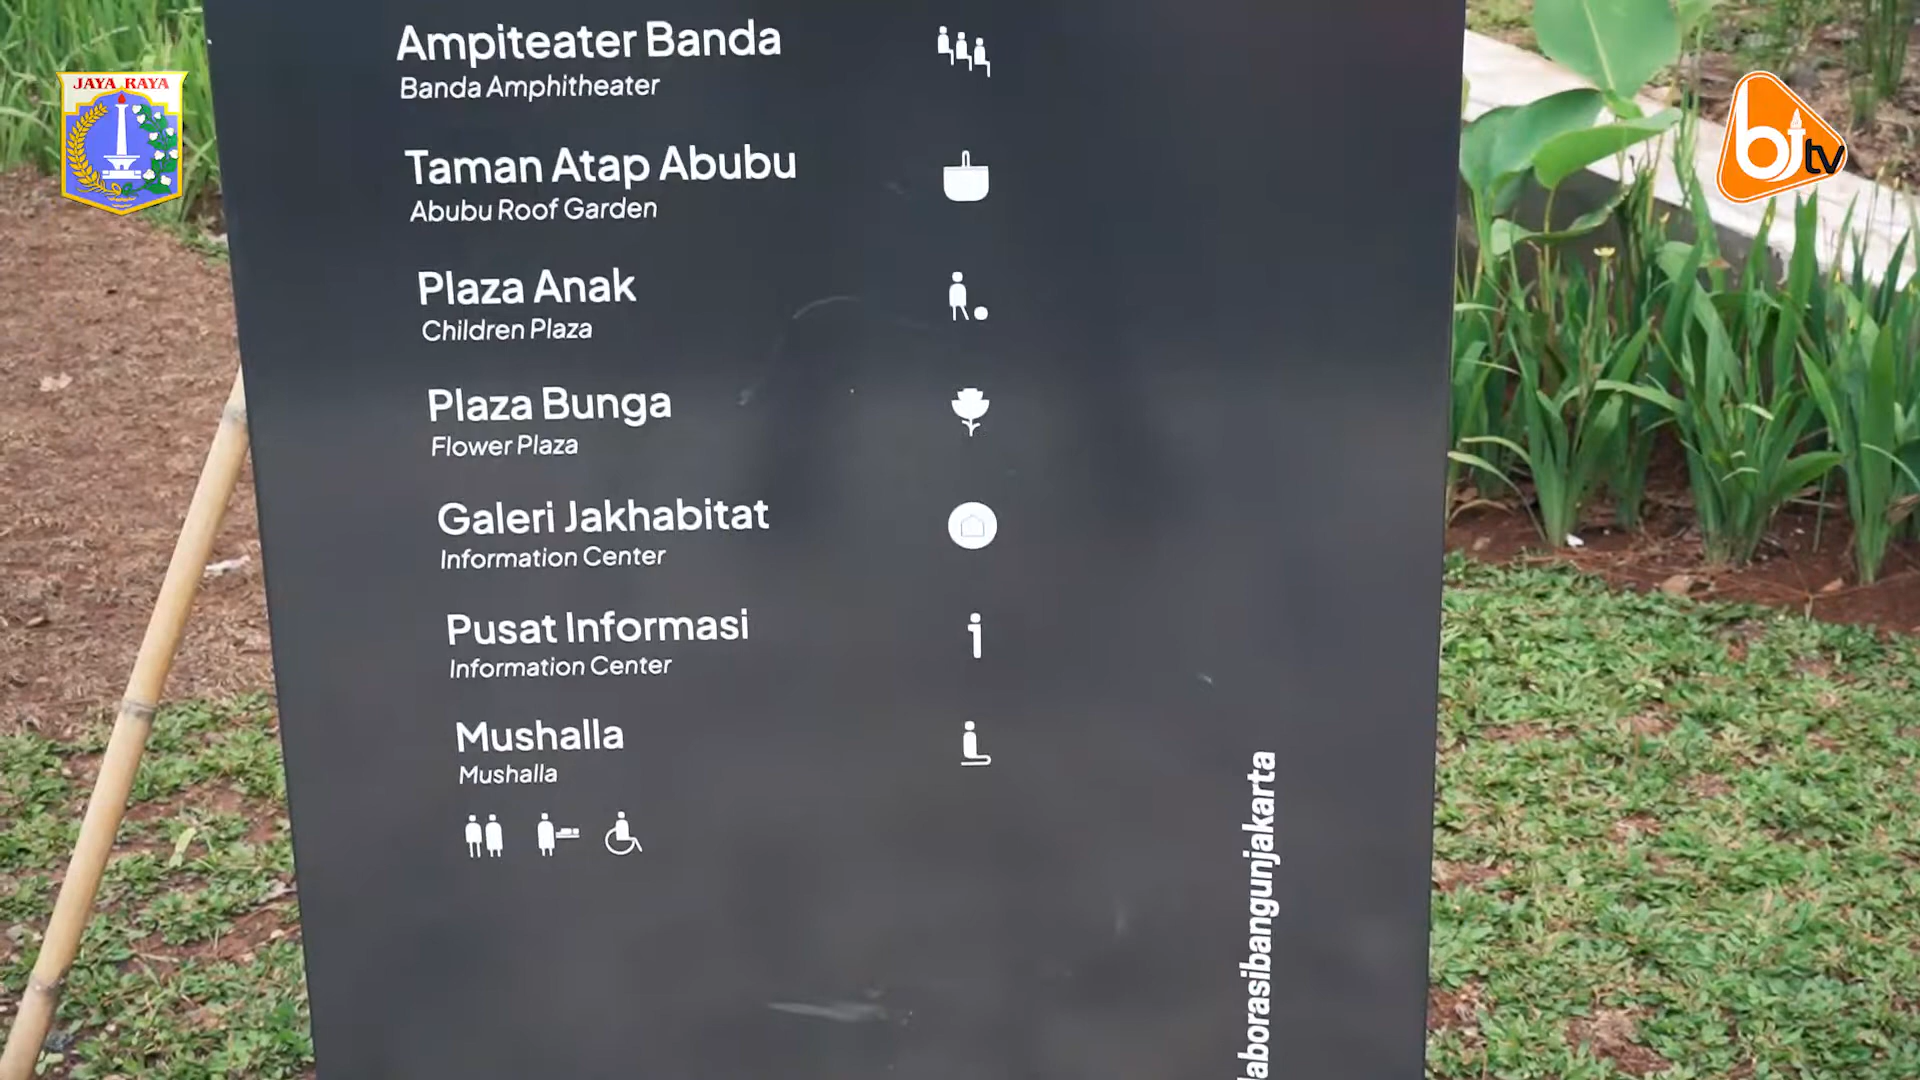 Ampiteater Banda
Banda Amphitheater
JAYA RAYA
bj tv
Taman Atap Abubu
Abubu Roof Garden
Plaza Anak
Children Plaza
Plaza Bunga
Flower Plaza
Galeri Jakhabitat
Information Center
Pusat Informasi
Information Center
Mushalla
Mushalla
laborasibangunjakarta